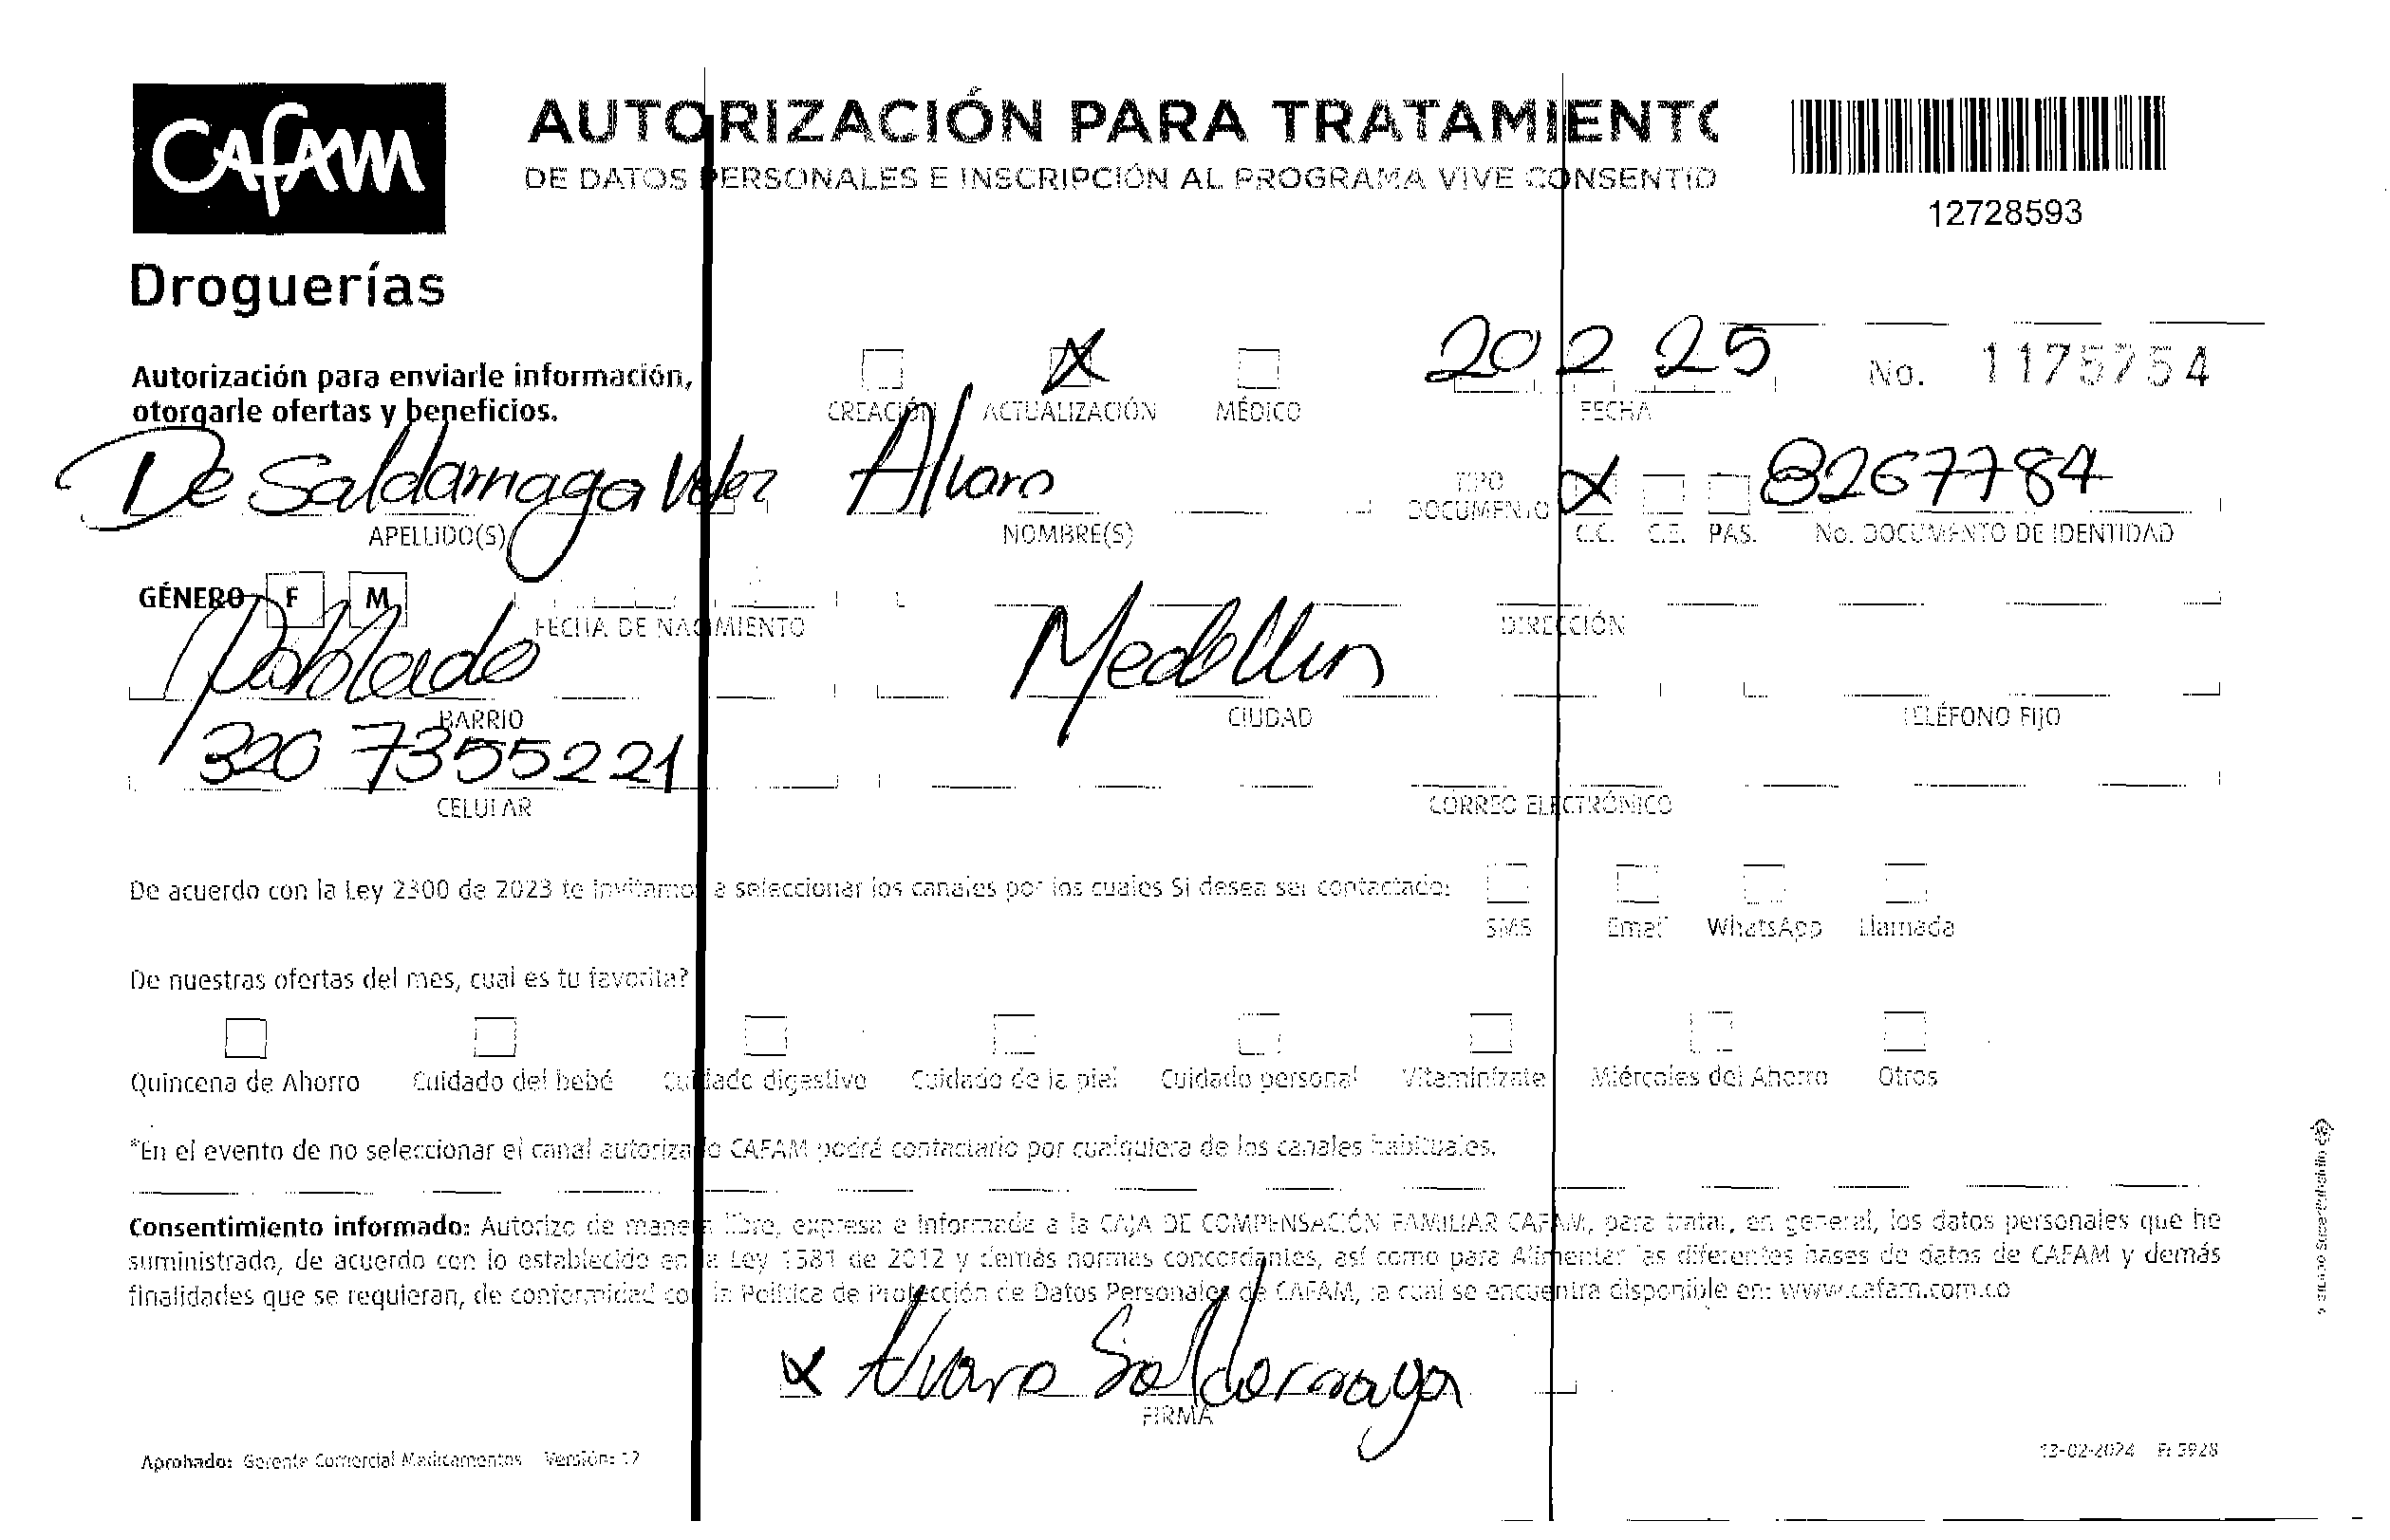 CAFAM
AUTORIZACIÓN PARA TRATAMIENTO
DE DATOS PERSONALES E INSCRIPCIÓN AL PROGRAMA VIVE CONSENTID
12728593
Droguerías
Autorización para enviarle información,
otorgarle ofertas y beneficios.
CREACIÓN ACTUALIZACIÓN MÉDICO
X
20 2 25
FECHA
No. 1175754
De Saldarriaga Velez Alvaro
APELLIDO(S) NOMBRE(S)
TIPO
DOCUMENTO
X
8267784
C.C. C.E. PAS. No. DOCUMENTO DE IDENTIDAD
GÉNERO F M
FECHA DE NACIMIENTO DIRECCIÓN
Poblado Medellin
BARRIO CIUDAD TELÉFONO FIJO
320 7355221
CELULAR CORREO ELECTRÓNICO
De acuerdo con la Ley 2300 de 2023 te invitamos a seleccionar los canales por los cuales Si desea ser contactado:
SMS Email WhatsApp Llamada
De nuestras ofertas del mes, cual es tu favorita?
Quincena de Ahorro Cuidado del bebé Cuidado digestivo Cuidado de la piel Cuidado personal Vitaminízate Miércoles del Ahorro Otros
*En el evento de no seleccionar el canal autorizado CAFAM podrá contactarlo por cualquiera de los canales habituales.
Consentimiento informado: Autorizo de manera libre, expresa e informada a la CAJA DE COMPENSACIÓN FAMILIAR CAFAM, para tratar, en general, los datos personales que he
suministrado, de acuerdo con lo establecido en la Ley 1581 de 2012 y demás normas concordantes, así como para Alimentar las diferentes bases de datos de CAFAM y demás
finalidades que se requieran, de conformidad con la Política de Protección de Datos Personales de CAFAM, la cual se encuentra disponible en: www.cafam.com.co
X Alvaro Saldarriaga
FIRMA
Aprobado: Gerente Comercial Medicamentos Versión: 12
13-02-2024 Ft 5928